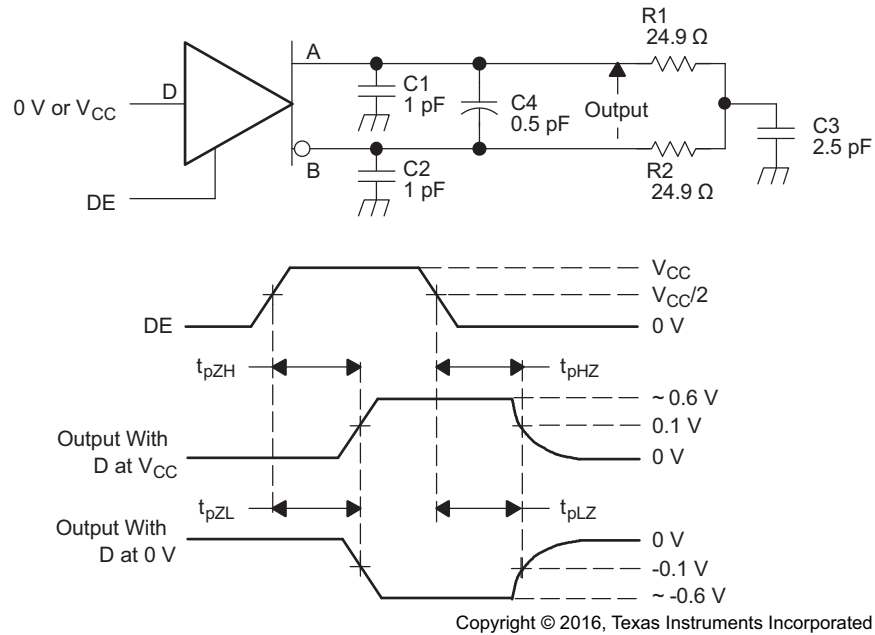 R1
24.9 Ω
A
D
C1
1 pF
C4
0.5 pF
Output
0 V or VCC
C3
2.5 pF
B
C2
1 pF
R2
24.9 Ω
DE
VCC
VCC/2
DE
0 V
tpZH
tpHZ
~ 0.6 V
0.1 V
Output With
D at VCC
0 V
tpZL
tpLZ
Output With
D at 0 V
0 V
-0.1 V
~ -0.6 V
Copyright © 2016, Texas Instruments Incorporated